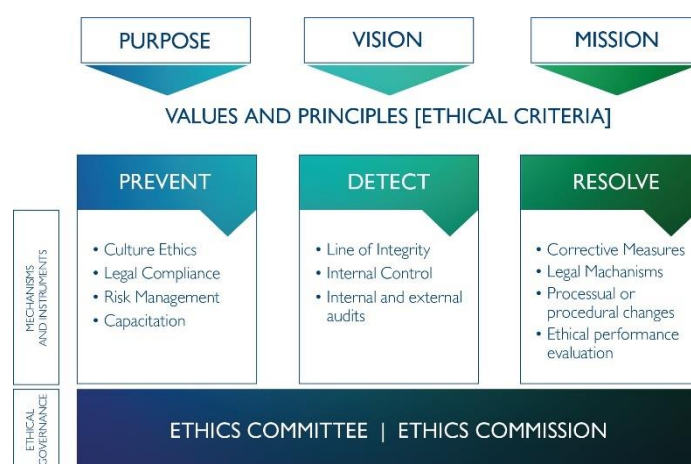 PURPOSE
VISION
MISSION
VALUES AND PRINCIPLES [ETHICAL CRITERIA]
PREVENT
DETECT
RESOLVE
MECHANISMS
AND INSTRUMENTS
• Culture Ethics
• Legal Compliance
• Risk Management
• Capacitation
• Line of Integrity
• Internal Control
• Internal and external
audits
• Corrective Measures
• Legal Machanisms
• Processual or
procedural changes
• Ethical performance
evaluation
ETHICAL
GOVERNANCE
ETHICS COMMITTEE | ETHICS COMMISSION